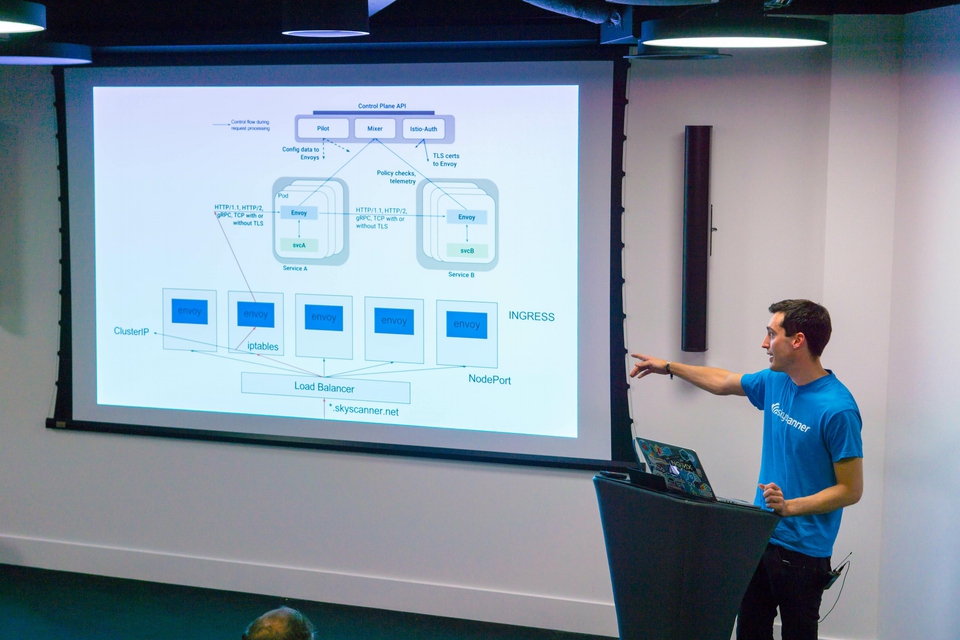 Control Plane API
Control flow during
request processing
Pilot
Mixer
Istio-Auth
Config data to
Envoys
TLS certs
to Envoy
Policy checks,
telemetry
Pod
HTTP/1.1, HTTP/2,
gRPC, TCP with or
without TLS
Envoy
HTTP/1.1, HTTP/2,
gRPC, TCP with or
without TLS
Envoy
svcA
svcB
Service A
Service B
envoy
envoy
envoy
envoy
envoy
INGRESS
ClusterIP
iptables
Load Balancer
NodePort
*.skyscanner.net
skyscanner